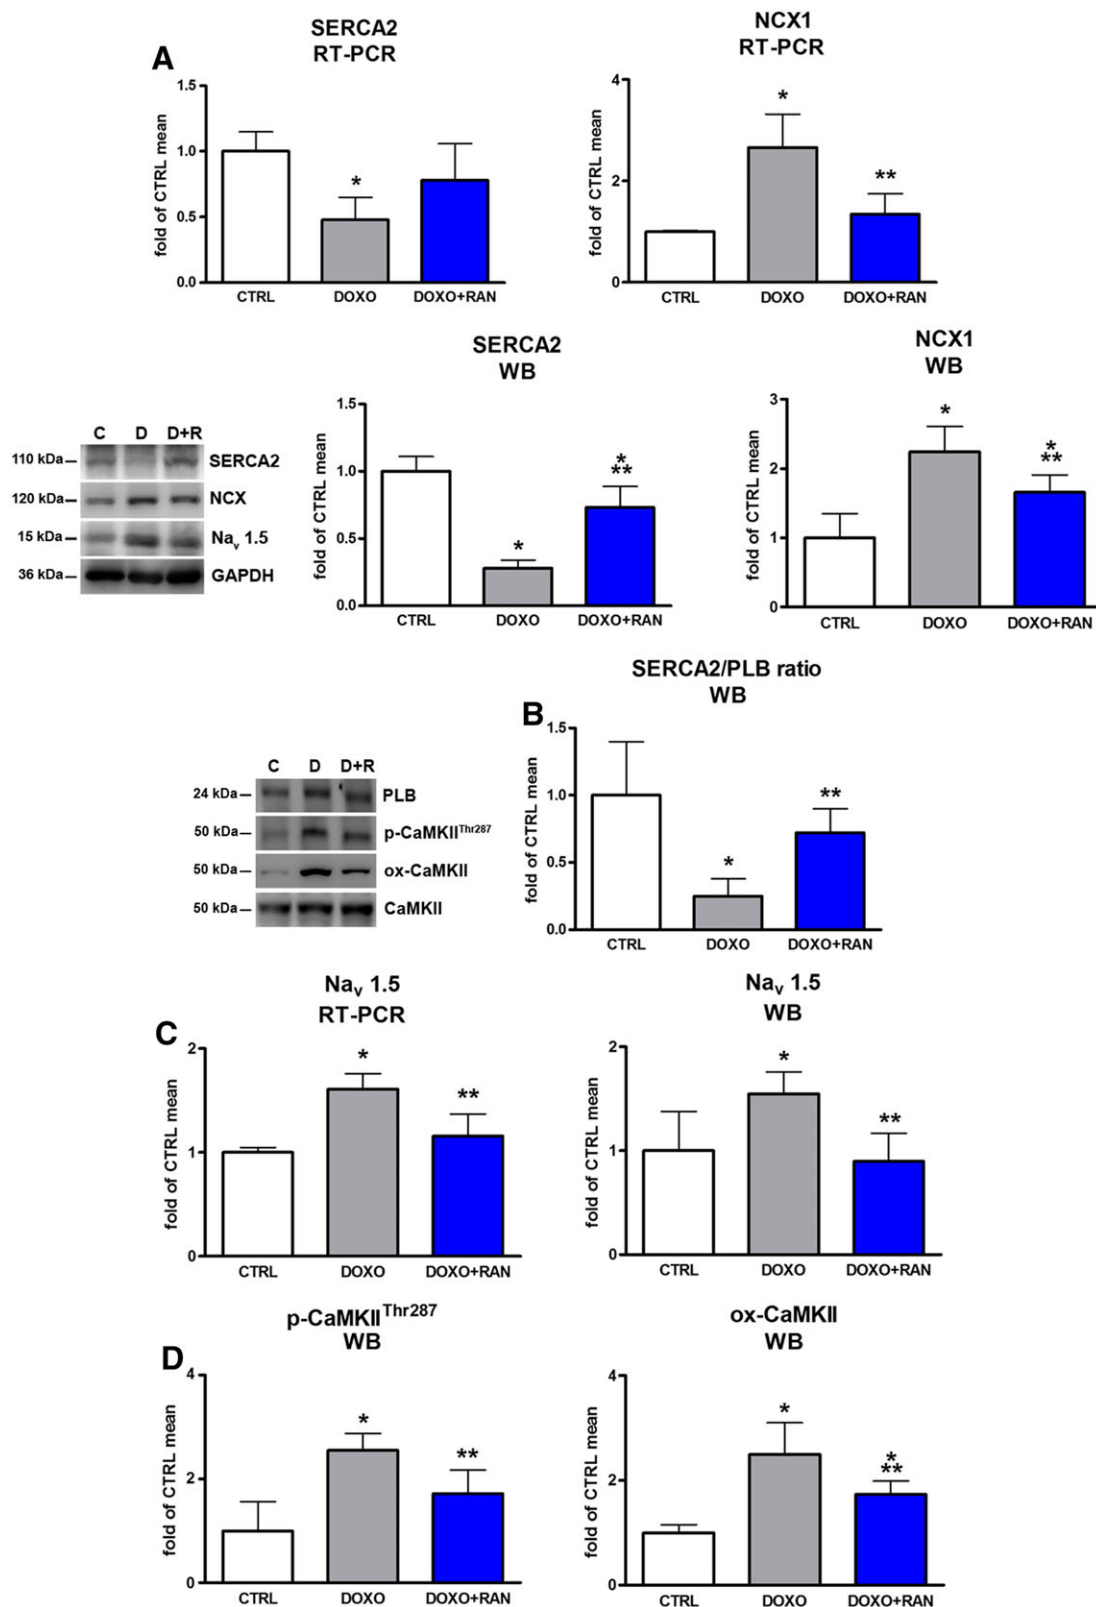 SERCA2
RT-PCR
NCX1
RT-PCR
A
fold of CTRL mean
1.5
1.0
0.5
0.0
*
CTRL
DOXO
DOXO+RAN
fold of CTRL mean
4
2
0
*
**
CTRL
DOXO
DOXO+RAN
C D D+R
110 kDa SERCA2
120 kDa NCX
15 kDa Nav 1.5
36 kDa GAPDH
SERCA2
WB
fold of CTRL mean
1.5
1.0
0.5
0.0
*
*
**
CTRL
DOXO
DOXO+RAN
NCX1
WB
fold of CTRL mean
3
2
1
0
*
*
**
CTRL
DOXO
DOXO+RAN
C D D+R
24 kDa PLB
50 kDa p-CaMKIIThr287
50 kDa ox-CaMKII
50 kDa CaMKII
SERCA2/PLB ratio
WB
B
fold of CTRL mean
1.5
1.0
0.5
0.0
*
**
CTRL
DOXO
DOXO+RAN
Nav 1.5
RT-PCR
C
fold of CTRL mean
2
1
0
*
**
CTRL
DOXO
DOXO+RAN
Nav 1.5
WB
fold of CTRL mean
2
1
0
*
**
CTRL
DOXO
DOXO+RAN
p-CaMKIIThr287
WB
D
fold of CTRL mean
4
2
0
*
**
CTRL
DOXO
DOXO+RAN
ox-CaMKII
WB
fold of CTRL mean
4
2
0
*
*
**
CTRL
DOXO
DOXO+RAN